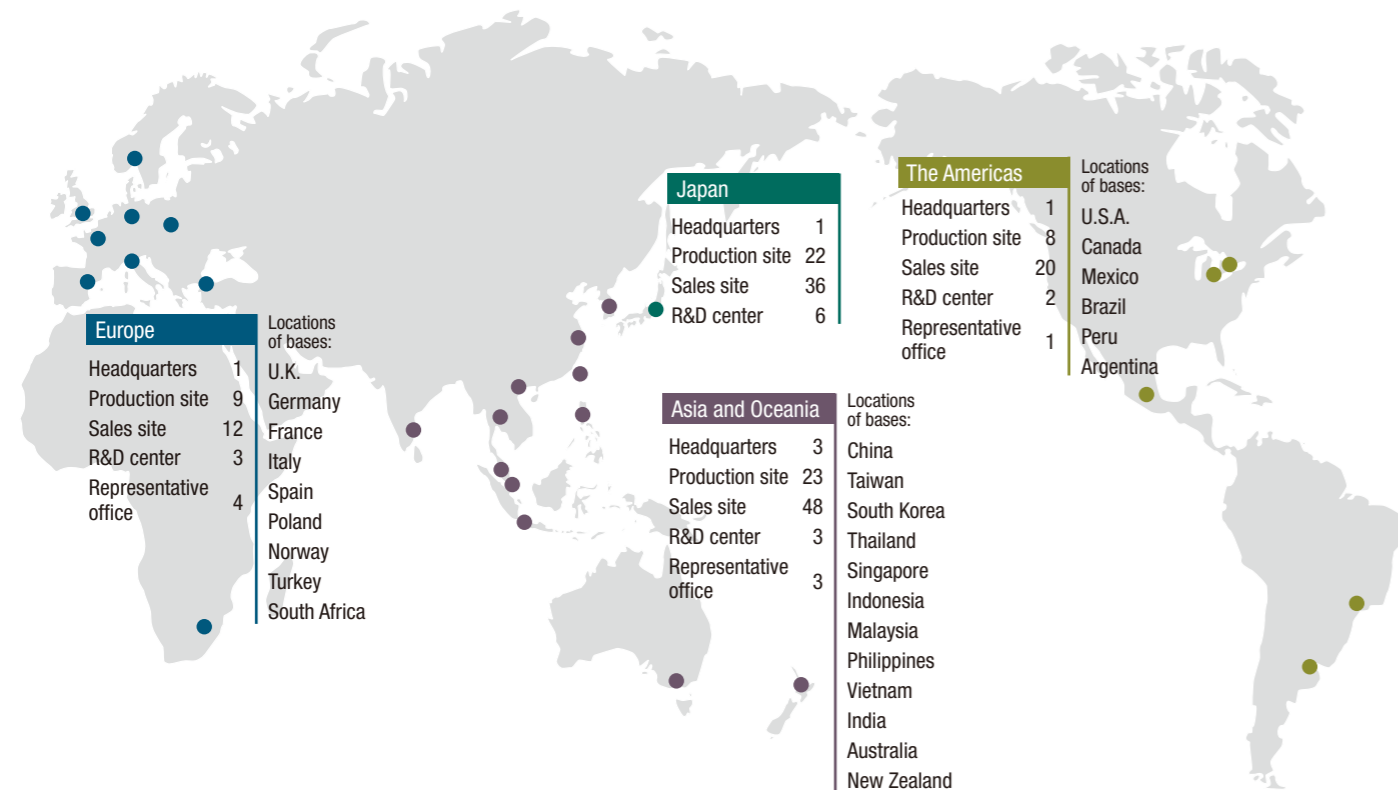 Europe
Headquarters 1
Production site 9
Sales site 12
R&D center 3
Representative
office 4
Locations
of bases:
U.K.
Germany
France
Italy
Spain
Poland
Norway
Turkey
South Africa
Japan
Headquarters 1
Production site 22
Sales site 36
R&D center 6
Asia and Oceania
Headquarters 3
Production site 23
Sales site 48
R&D center 3
Representative
office 3
Locations
of bases:
China
Taiwan
South Korea
Thailand
Singapore
Indonesia
Malaysia
Philippines
Vietnam
India
Australia
New Zealand
The Americas
Headquarters 1
Production site 8
Sales site 20
R&D center 2
Representative
office 1
Locations
of bases:
U.S.A.
Canada
Mexico
Brazil
Peru
Argentina